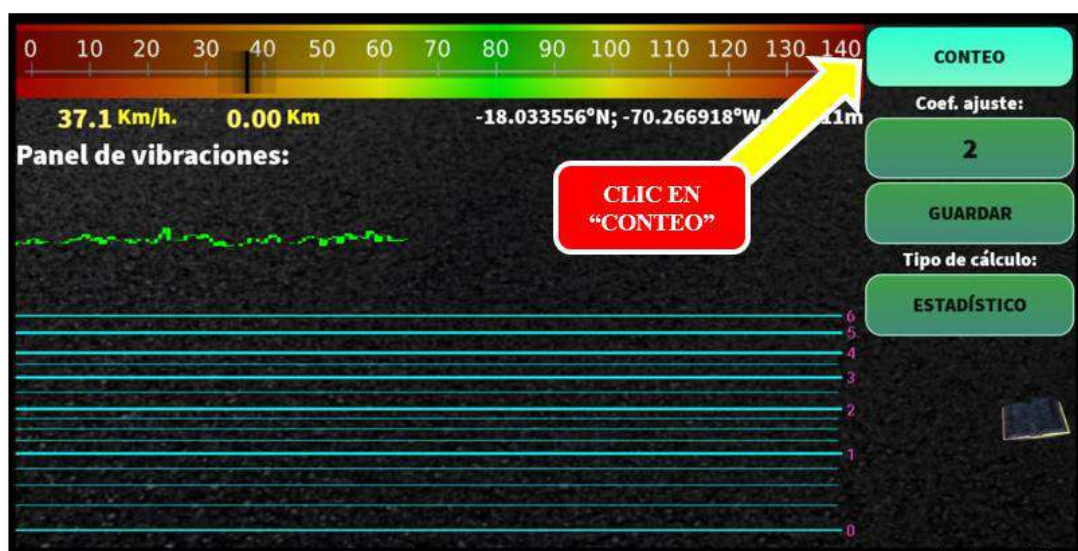 0 10 20 30 40 50 60 70 80 90 100 110 120 130 140
CONTEO
37.1 Km/h. 0.00 Km
-18.033556°N; -70.266918°W,
11m
Coef. ajuste:
2
Panel de vibraciones:
CLIC EN
“CONTEO”
GUARDAR
Tipo de cálculo:
ESTADÍSTICO
6
5
4
3
2
1
0